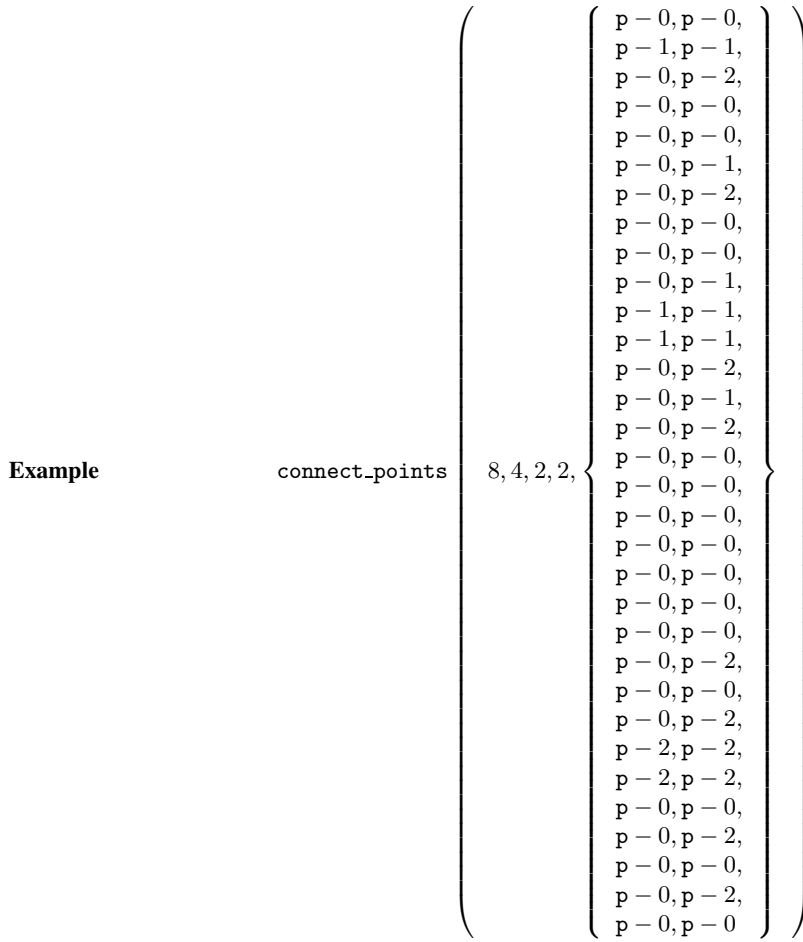 p − 0, p − 0,
p − 1, p − 1,
p − 0, p − 2,
p − 0, p − 0,
p − 0, p − 0,
p − 0, p − 1,
p − 0, p − 2,
p − 0, p − 0,
p − 0, p − 0,
p − 0, p − 1,
p − 1, p − 1,
p − 1, p − 1,
p − 0, p − 2,
p − 0, p − 1,
p − 0, p − 2,
Example connect_points ( 8, 4, 2, 2, { p − 0, p − 0, } )
p − 0, p − 0,
p − 0, p − 0,
p − 0, p − 0,
p − 0, p − 0,
p − 0, p − 0,
p − 0, p − 0,
p − 0, p − 2,
p − 0, p − 0,
p − 0, p − 2,
p − 2, p − 2,
p − 2, p − 2,
p − 0, p − 0,
p − 0, p − 2,
p − 0, p − 0,
p − 0, p − 2,
p − 0, p − 0